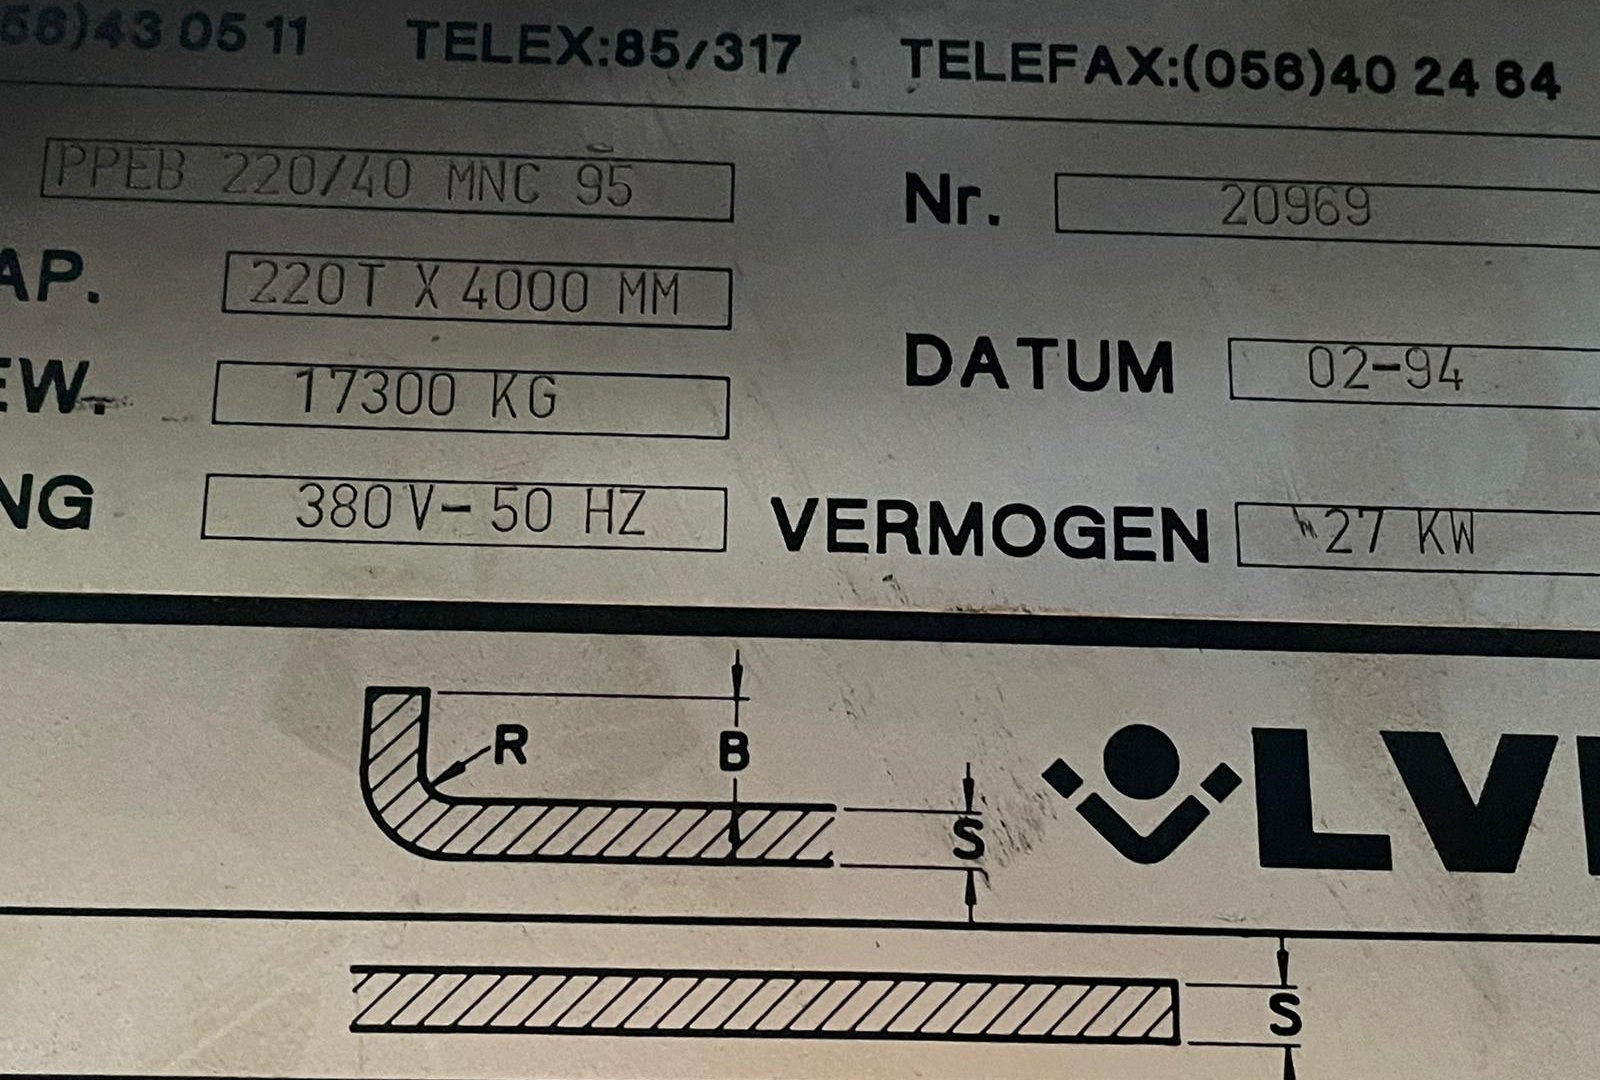 58)43 05 11 TELEX:85/317 TELEFAX:(056)40 24 64
PPEB 220/40 MNC 95 Nr. 20969
AP. 220T X 4000 MM
DATUM 02-94
EW. 17300 KG
NG 380V-50 HZ VERMOGEN 27 KW
R B
S
LV
S